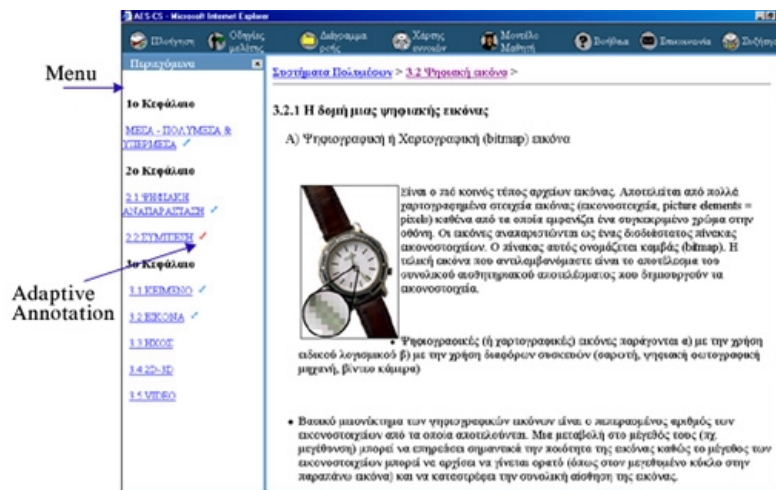 AES-CS - Microsoft Internet Explorer
Πλοήγηση
Οδηγίες
μελέτης
Διάγραμμα
ροής
Χάρτης
εννοιών
Μοντέλο
Μαθητή
Βοήθεια
Επικοινωνία
Συζήτηση
Menu
Περιεχόμενα
1ο Κεφάλαιο
ΜΕΣΑ - ΠΟΛΥΜΕΣΑ &
ΥΠΕΡΜΕΣΑ
2ο Κεφάλαιο
2.1 ΨΗΦΙΑΚΗ
ΑΝΑΠΑΡΑΣΤΑΣΗ
2.2 ΣΥΜΠΙΕΣΗ
3ο Κεφάλαιο
Adaptive
Annotation
3.1 ΚΕΙΜΕΝΟ
3.2 ΕΙΚΟΝΑ
3.3 ΗΧΟΣ
3.4 2D-3D
3.5 VIDEO
Συστήματα Πολυμέσων > 3.2 Ψηφιακή εικόνα >
3.2.1 Η δομή μιας ψηφιακής εικόνας
Α) Ψηφιογραφική ή Χαρτογραφική (bitmap) εικόνα
Είναι ο πιό κοινός τύπος αρχείων εικόνας. Αποτελείται από πολλά
χαρτογραφημένα στοιχεία εικόνας (εικονοστοιχεία, picture elements =
pixels) καθένα από τα οποία εμφανίζει ένα συγκεκριμένο χρώμα στην
οθόνη. Οι εικόνες αναπαριστώνται ως ένας δισδιάστατος πίνακας
εικονοστοιχείων. Ο πίνακας αυτός ονομάζεται καμβάς (bitmap). Η
τελική εικόνα που αντιλαμβανόμαστε είναι το αποτέλεσμα του
συνολικού αισθητηριακού αποτελέσματος που δημιουργούν τα
εικονοστοιχεία.
• Ψηφιογραφικές (ή χαρτογραφικές) εικόνες παράγονται α) με την χρήση
ειδικού λογισμικού β) με την χρήση διαφόρων συσκευών (σαρωτή, ψηφιακή φωτογραφική
μηχανή, βίντεο κάμερα)
• Βασικό μειονέκτημα των ψηφιογραφικών εικόνων είναι ο πεπερασμένος αριθμός των
εικονοστοιχείων από τα οποία αποτελούνται. Μια μεταβολή στο μέγεθός τους (πχ.
μεγέθυνση) μπορεί να επηρεάσει σημαντικά την ποιότητα της εικόνας καθώς το μέγεθος των
εικονοστοιχείων μπορεί να αρχίσει να γίνεται ορατό (όπως στον μεγεθυμένο κύκλο στην
παραπάνω εικόνα) και να καταστρέφει την συνολική αίσθηση της εικόνας.